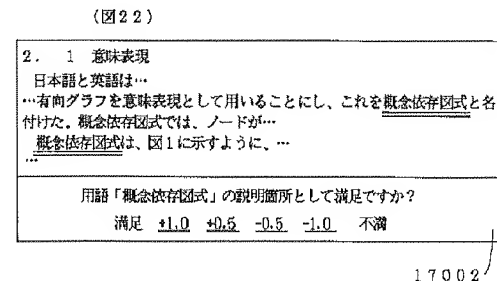 (図22)
2. 1 意味表現
日本語と英語は…
…有向グラフを意味表現として用いることにし、これを概念依存図式と名
付けた。概念依存図式では、ノードが…
概念依存図式は、図1に示すように、…
…
用語「概念依存図式」の説明箇所として満足ですか？
満足 +1.0 +0.5 -0.5 -1.0 不満
17002